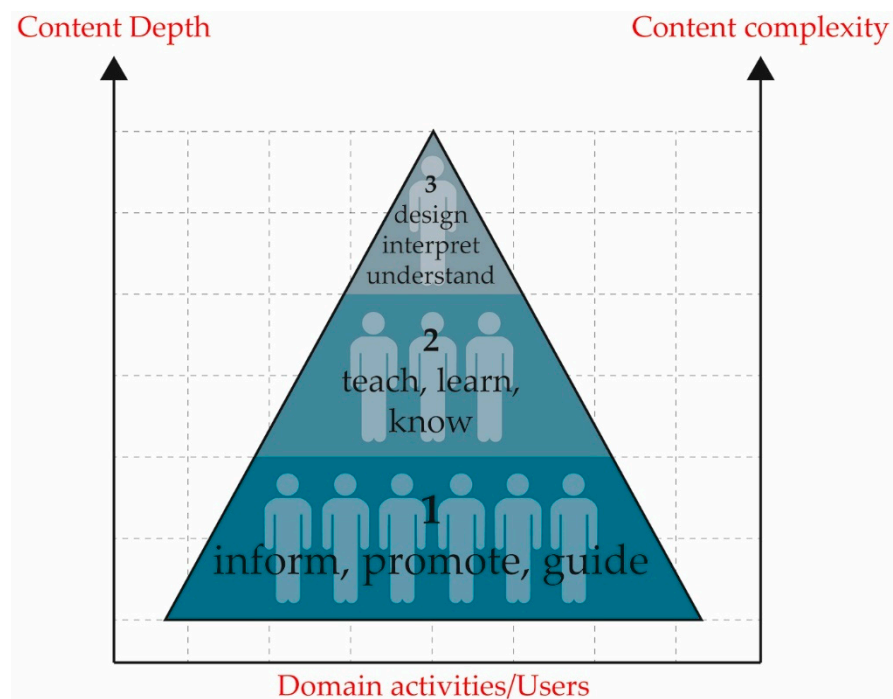 Content Depth
Content complexity
3
design
interpret
understand
2
teach, learn,
know
1
inform, promote, guide
Domain activities/Users